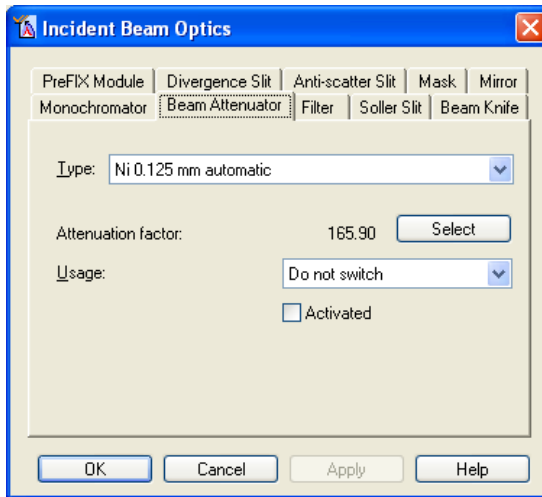 Incident Beam Optics
PreFIX Module Divergence Slit Anti-scatter Slit Mask Mirror
Monochromator Beam Attenuator Filter Soller Slit Beam Knife
Type: Ni 0.125 mm automatic
Attenuation factor: 165.90 Select
Usage: Do not switch
Activated
OK Cancel Apply Help